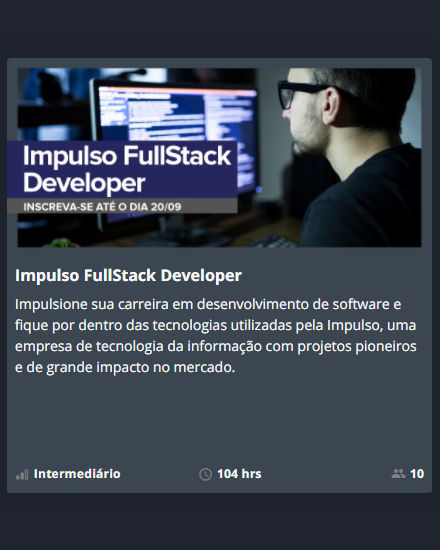 Impulso FullStack
Developer
INSCREVA-SE ATÉ O DIA 20/09
Impulso FullStack Developer
Impulsione sua carreira em desenvolvimento de software e
fique por dentro das tecnologias utilizadas pela Impulso, uma
empresa de tecnologia da informação com projetos pioneiros
e de grande impacto no mercado.
Intermediário 104 hrs 10